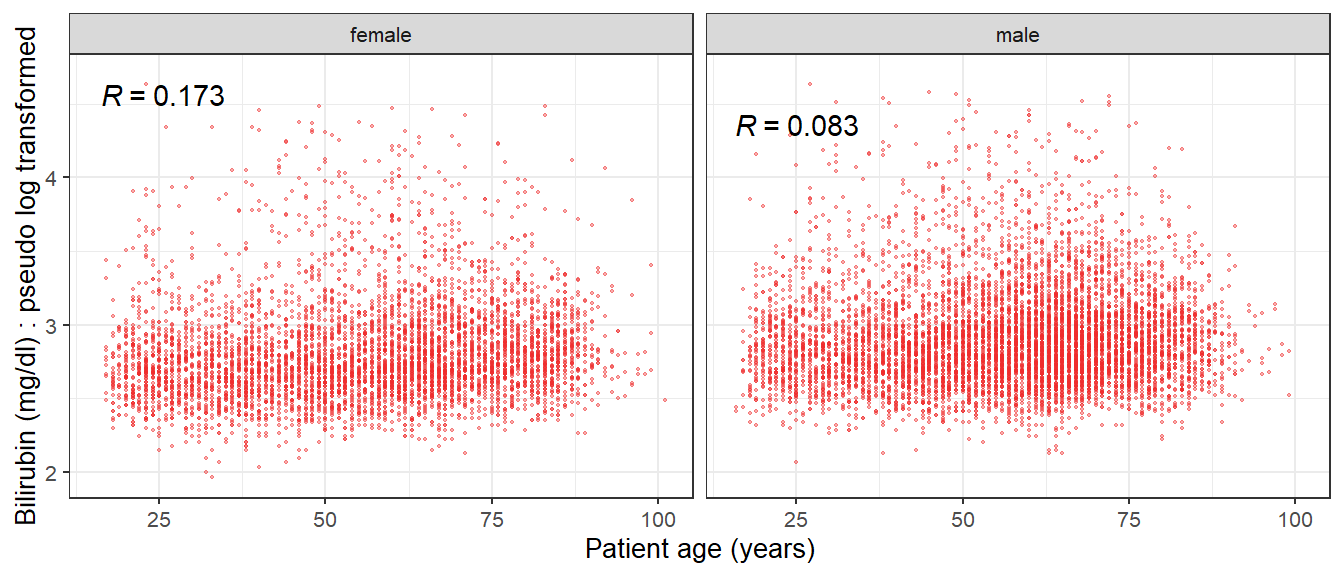 female
male
Bilirubin (mg/dl) : pseudo log transformed
R = 0.173
R = 0.083
4
3
2
25
50
75
100
25
50
75
100
Patient age (years)